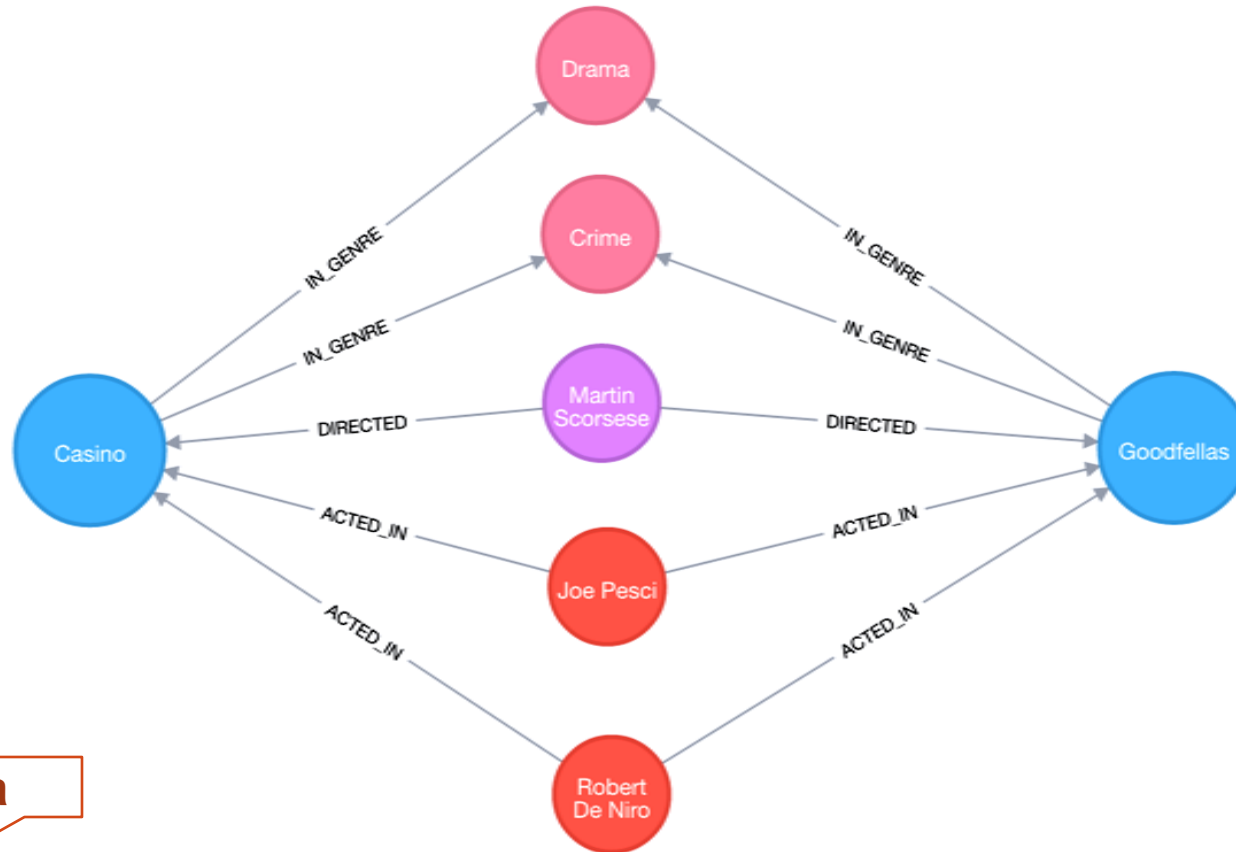 Drama
Crime
IN_GENRE
IN_GENRE
IN_GENRE
IN_GENRE
Martin
Scorsese
DIRECTED
DIRECTED
Casino
Goodfellas
ACTED_IN
ACTED_IN
Joe Pesci
ACTED_IN
ACTED_IN
Robert
De Niro